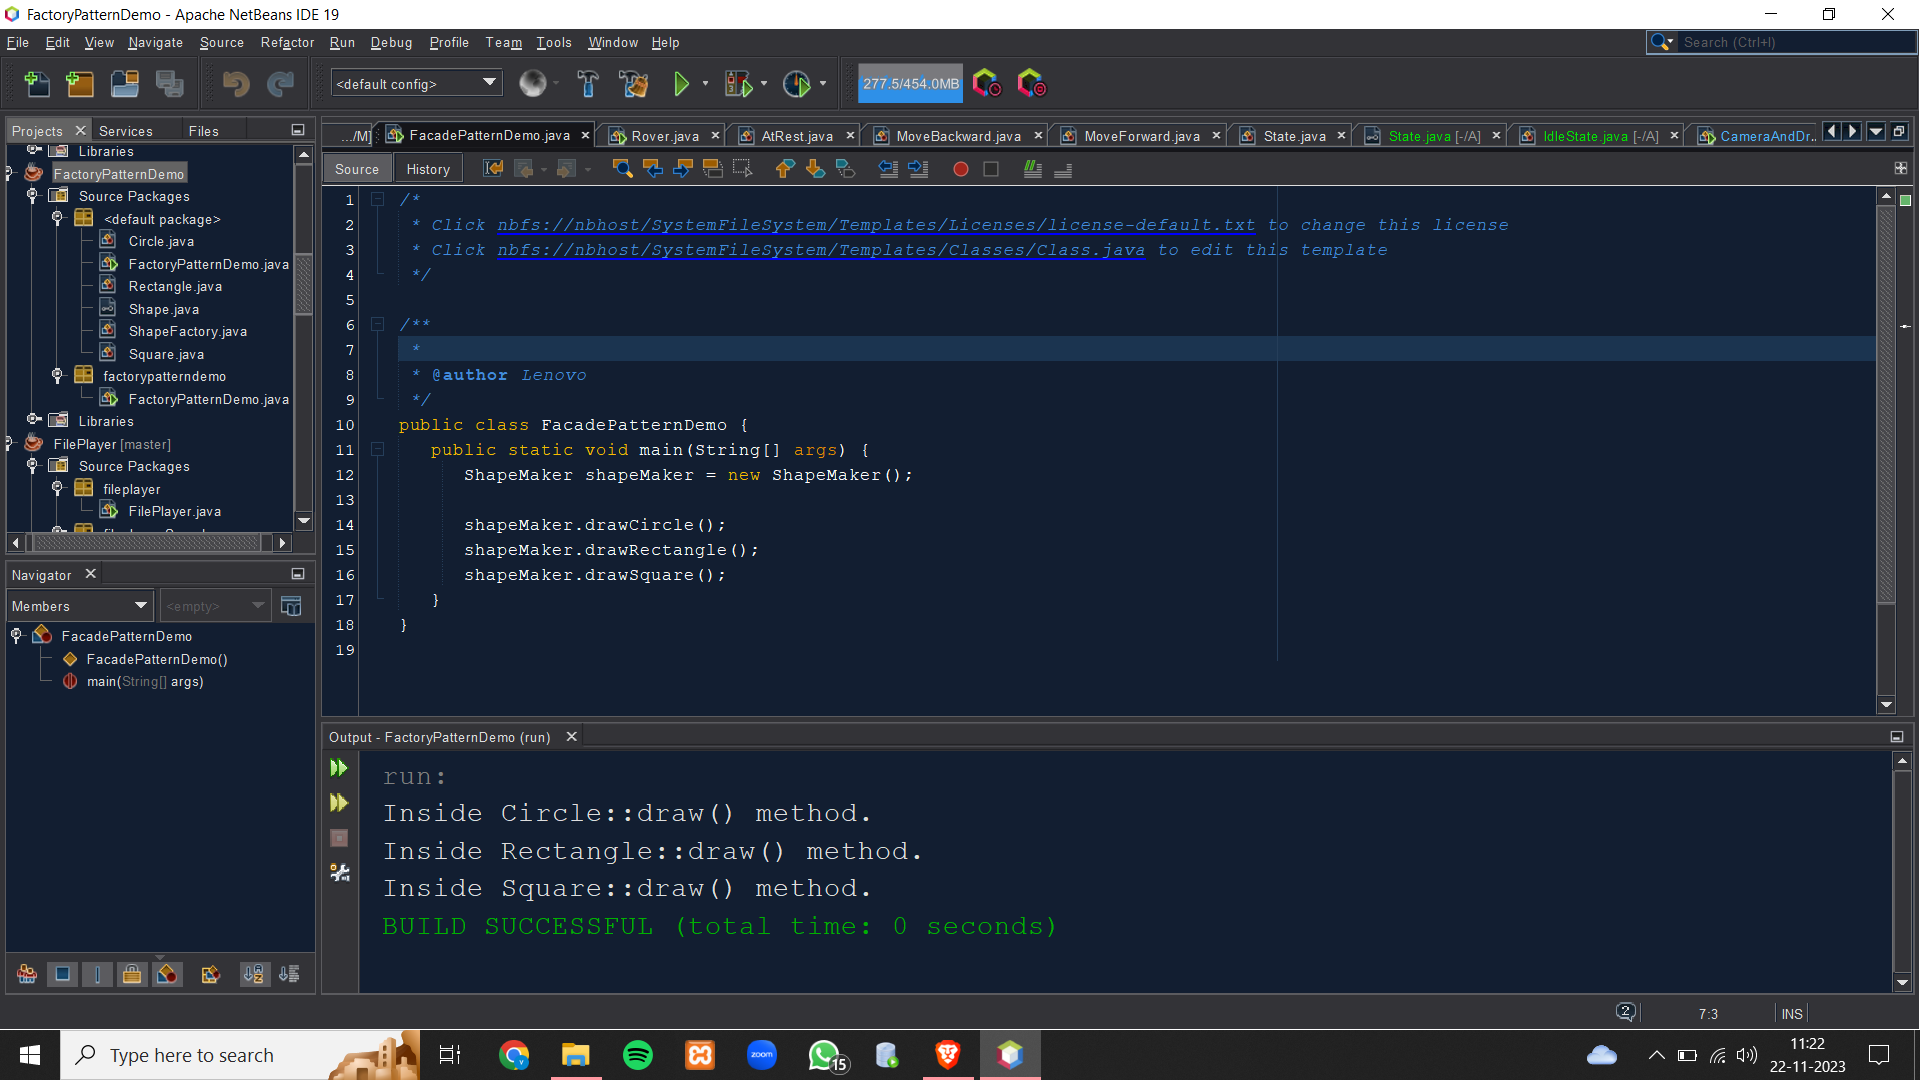 FactoryPatternDemo - Apache NetBeans IDE 19
File Edit View Navigate Source Refactor Run Debug Profile Team Tools Window Help
Search (Ctrl+I)
<default config>
277.5/454.0MB
Projects Services Files
Libraries
FactoryPatternDemo
Source Packages
<default package>
Circle.java
FactoryPatternDemo.java
Rectangle.java
Shape.java
ShapeFactory.java
Square.java
factorypatterndemo
FactoryPatternDemo.java
Libraries
FilePlayer [master]
Source Packages
fileplayer
FilePlayer.java
Navigator
Members
<empty>
FacadePatternDemo
FacadePatternDemo()
main(String[] args)
.../M] FacadePatternDemo.java Rover.java AtRest.java MoveBackward.java MoveForward.java State.java State.java [-/A] IdleState.java [-/A] CameraAndDr..
Source History
1 /*
2 * Click nbfs://nbhost/SystemFileSystem/Templates/Licenses/license-default.txt to change this license
3 * Click nbfs://nbhost/SystemFileSystem/Templates/Classes/Class.java to edit this template
4 */
5
6 /**
7 *
8 * @author Lenovo
9 */
10 public class FacadePatternDemo {
11 public static void main(String[] args) {
12 ShapeMaker shapeMaker = new ShapeMaker();
13
14 shapeMaker.drawCircle();
15 shapeMaker.drawRectangle();
16 shapeMaker.drawSquare();
17 }
18 }
19
Output - FactoryPatternDemo (run)
run:
Inside Circle::draw() method.
Inside Rectangle::draw() method.
Inside Square::draw() method.
BUILD SUCCESSFUL (total time: 0 seconds)
2
7:3
INS
Type here to search
zoom
15
11:22
22-11-2023